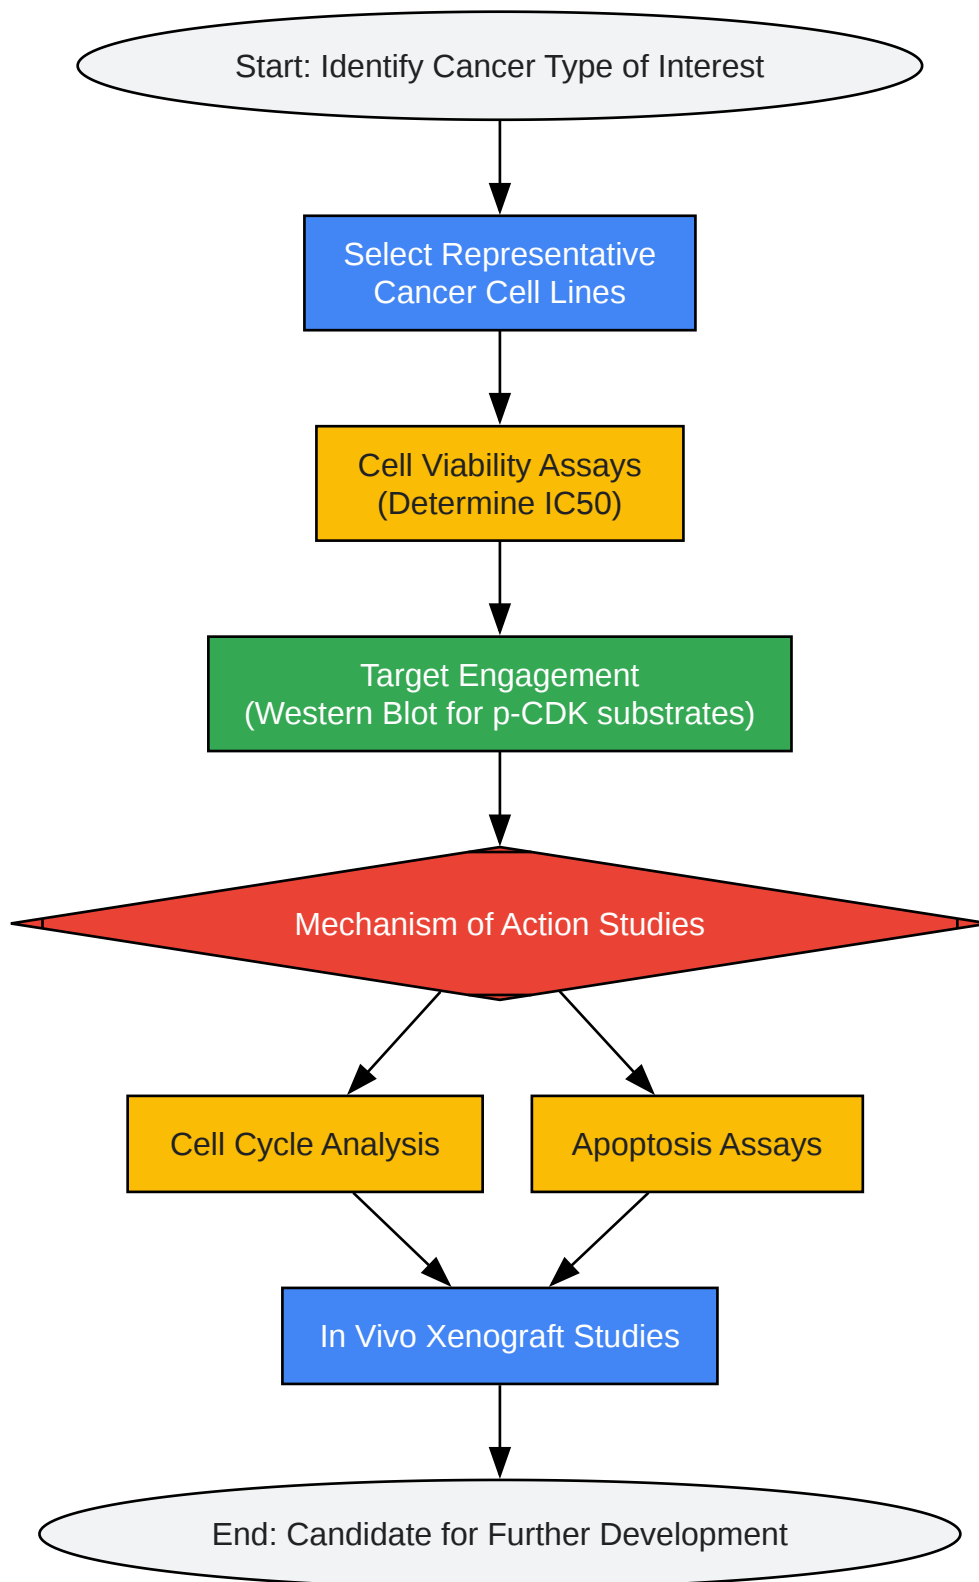 Start: Identify Cancer Type of Interest
Select Representative
Cancer Cell Lines
Cell Viability Assays
(Determine IC50)
Target Engagement
(Western Blot for p-CDK substrates)
Mechanism of Action Studies
Cell Cycle Analysis
Apoptosis Assays
In Vivo Xenograft Studies
End: Candidate for Further Development